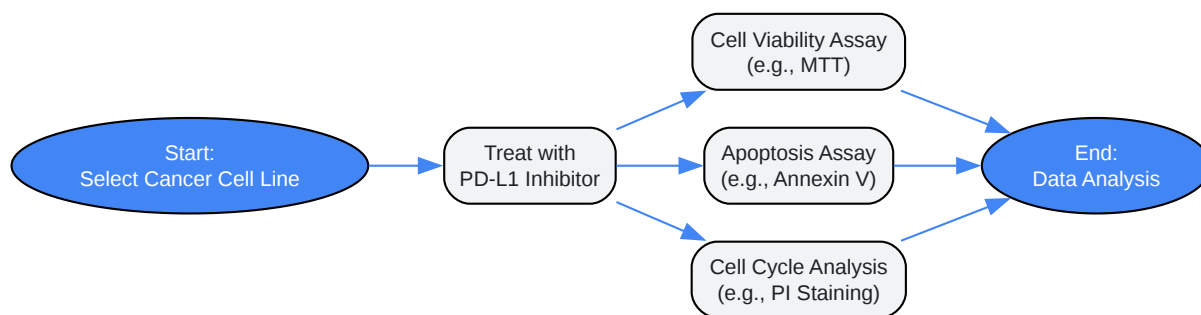 Start:
Select Cancer Cell Line
Treat with
PD-L1 Inhibitor
Cell Viability Assay
(e.g., MTT)
Apoptosis Assay
(e.g., Annexin V)
Cell Cycle Analysis
(e.g., PI Staining)
End:
Data Analysis